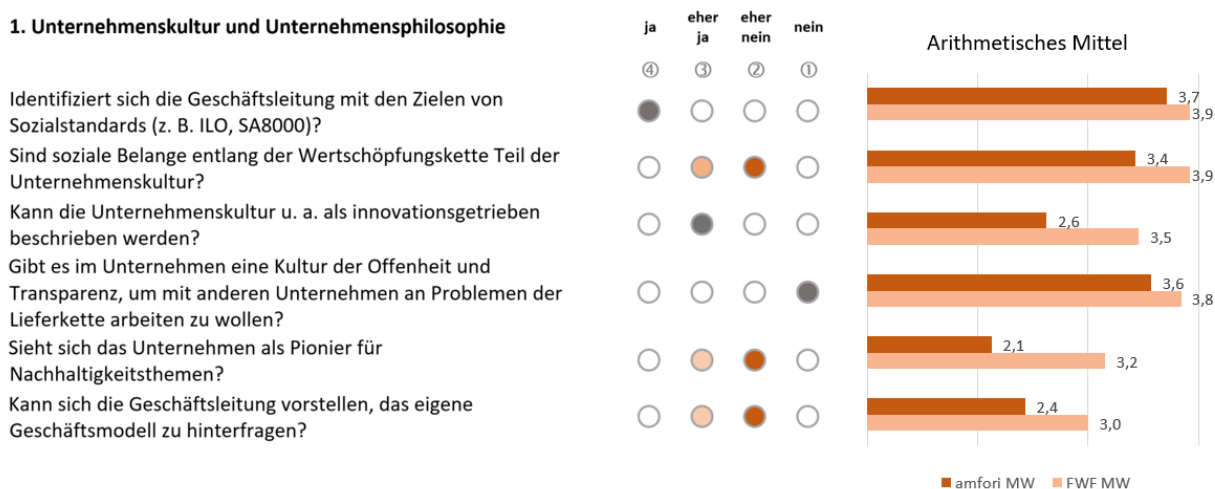 1. Unternehmenskultur und Unternehmensphilosophie
ja
eher ja
eher nein
nein
④ ③ ② ①
Arithmetisches Mittel
Identifiziert sich die Geschäftsleitung mit den Zielen von
Sozialstandards (z. B. ILO, SA8000)?
3,7
3,9
Sind soziale Belange entlang der Wertschöpfungskette Teil der
Unternehmenskultur?
3,4
3,9
Kann die Unternehmenskultur u. a. als innovationsgetrieben
beschrieben werden?
2,6
3,5
Gibt es im Unternehmen eine Kultur der Offenheit und
Transparenz, um mit anderen Unternehmen an Problemen der
Lieferkette arbeiten zu wollen?
3,6
3,8
Sieht sich das Unternehmen als Pionier für
Nachhaltigkeitsthemen?
2,1
3,2
Kann sich die Geschäftsleitung vorstellen, das eigene
Geschäftsmodell zu hinterfragen?
2,4
3,0
amfori MW
FWF MW